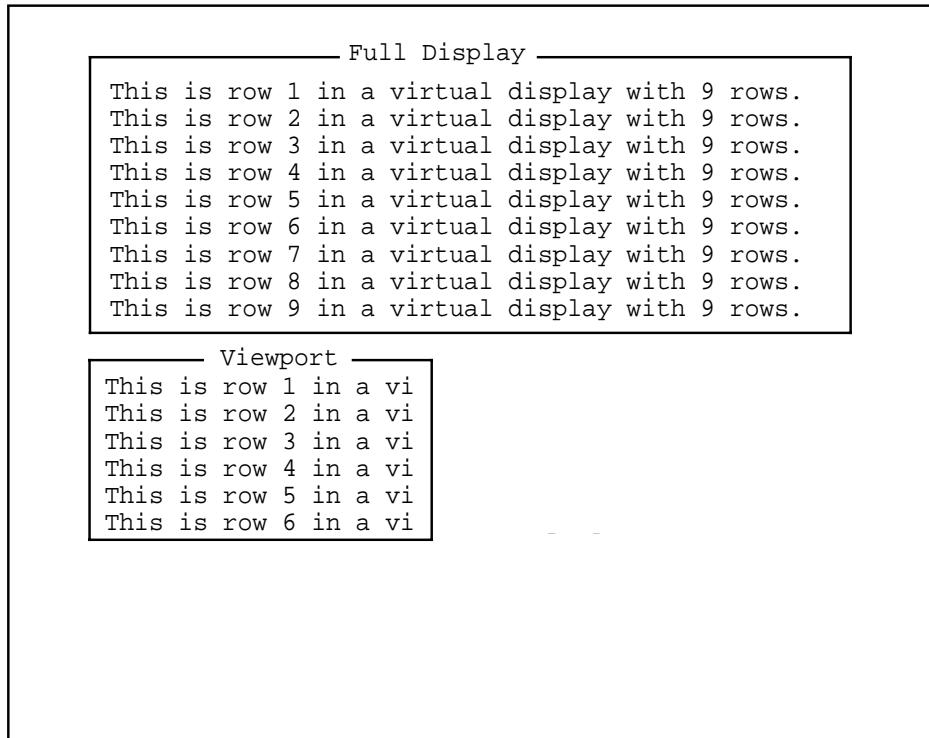 Full Display
This is row 1 in a virtual display with 9 rows.
This is row 2 in a virtual display with 9 rows.
This is row 3 in a virtual display with 9 rows.
This is row 4 in a virtual display with 9 rows.
This is row 5 in a virtual display with 9 rows.
This is row 6 in a virtual display with 9 rows.
This is row 7 in a virtual display with 9 rows.
This is row 8 in a virtual display with 9 rows.
This is row 9 in a virtual display with 9 rows.
Viewport
This is row 1 in a vi
This is row 2 in a vi
This is row 3 in a vi
This is row 4 in a vi
This is row 5 in a vi
This is row 6 in a vi